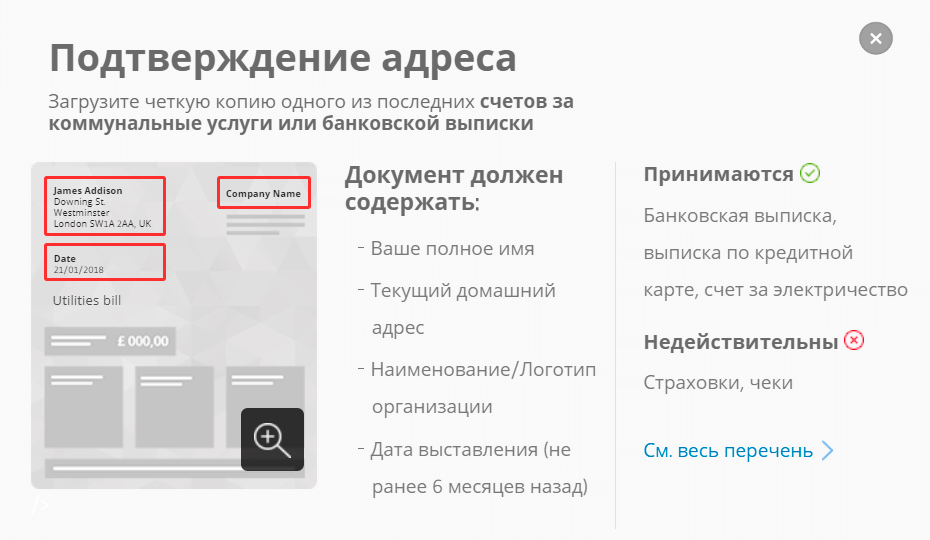 Подтверждение адреса
Загрузите четкую копию одного из последних счетов за
коммунальные услуги или банковской выписки
James Addison
Downing St.
Westminster
London SW1A 2AA, UK
Company Name
Date
21/01/2018
Utilities bill
£ 000,00
/>
Документ должен
содержать:
- Ваше полное имя
- Текущий домашний
адрес
- Наименование/Логотип
организации
- Дата выставления (не
ранее 6 месяцев назад)
Принимаются
Банковская выписка,
выписка по кредитной
карте, счет за электричество
Недействительны
Страховки, чеки
См. весь перечень